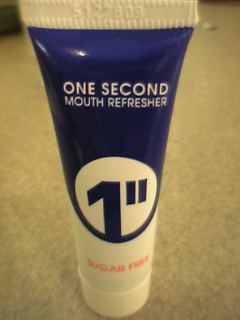 ONE SECOND
MOUTH REFRESHER
1"
SUGAR FREE